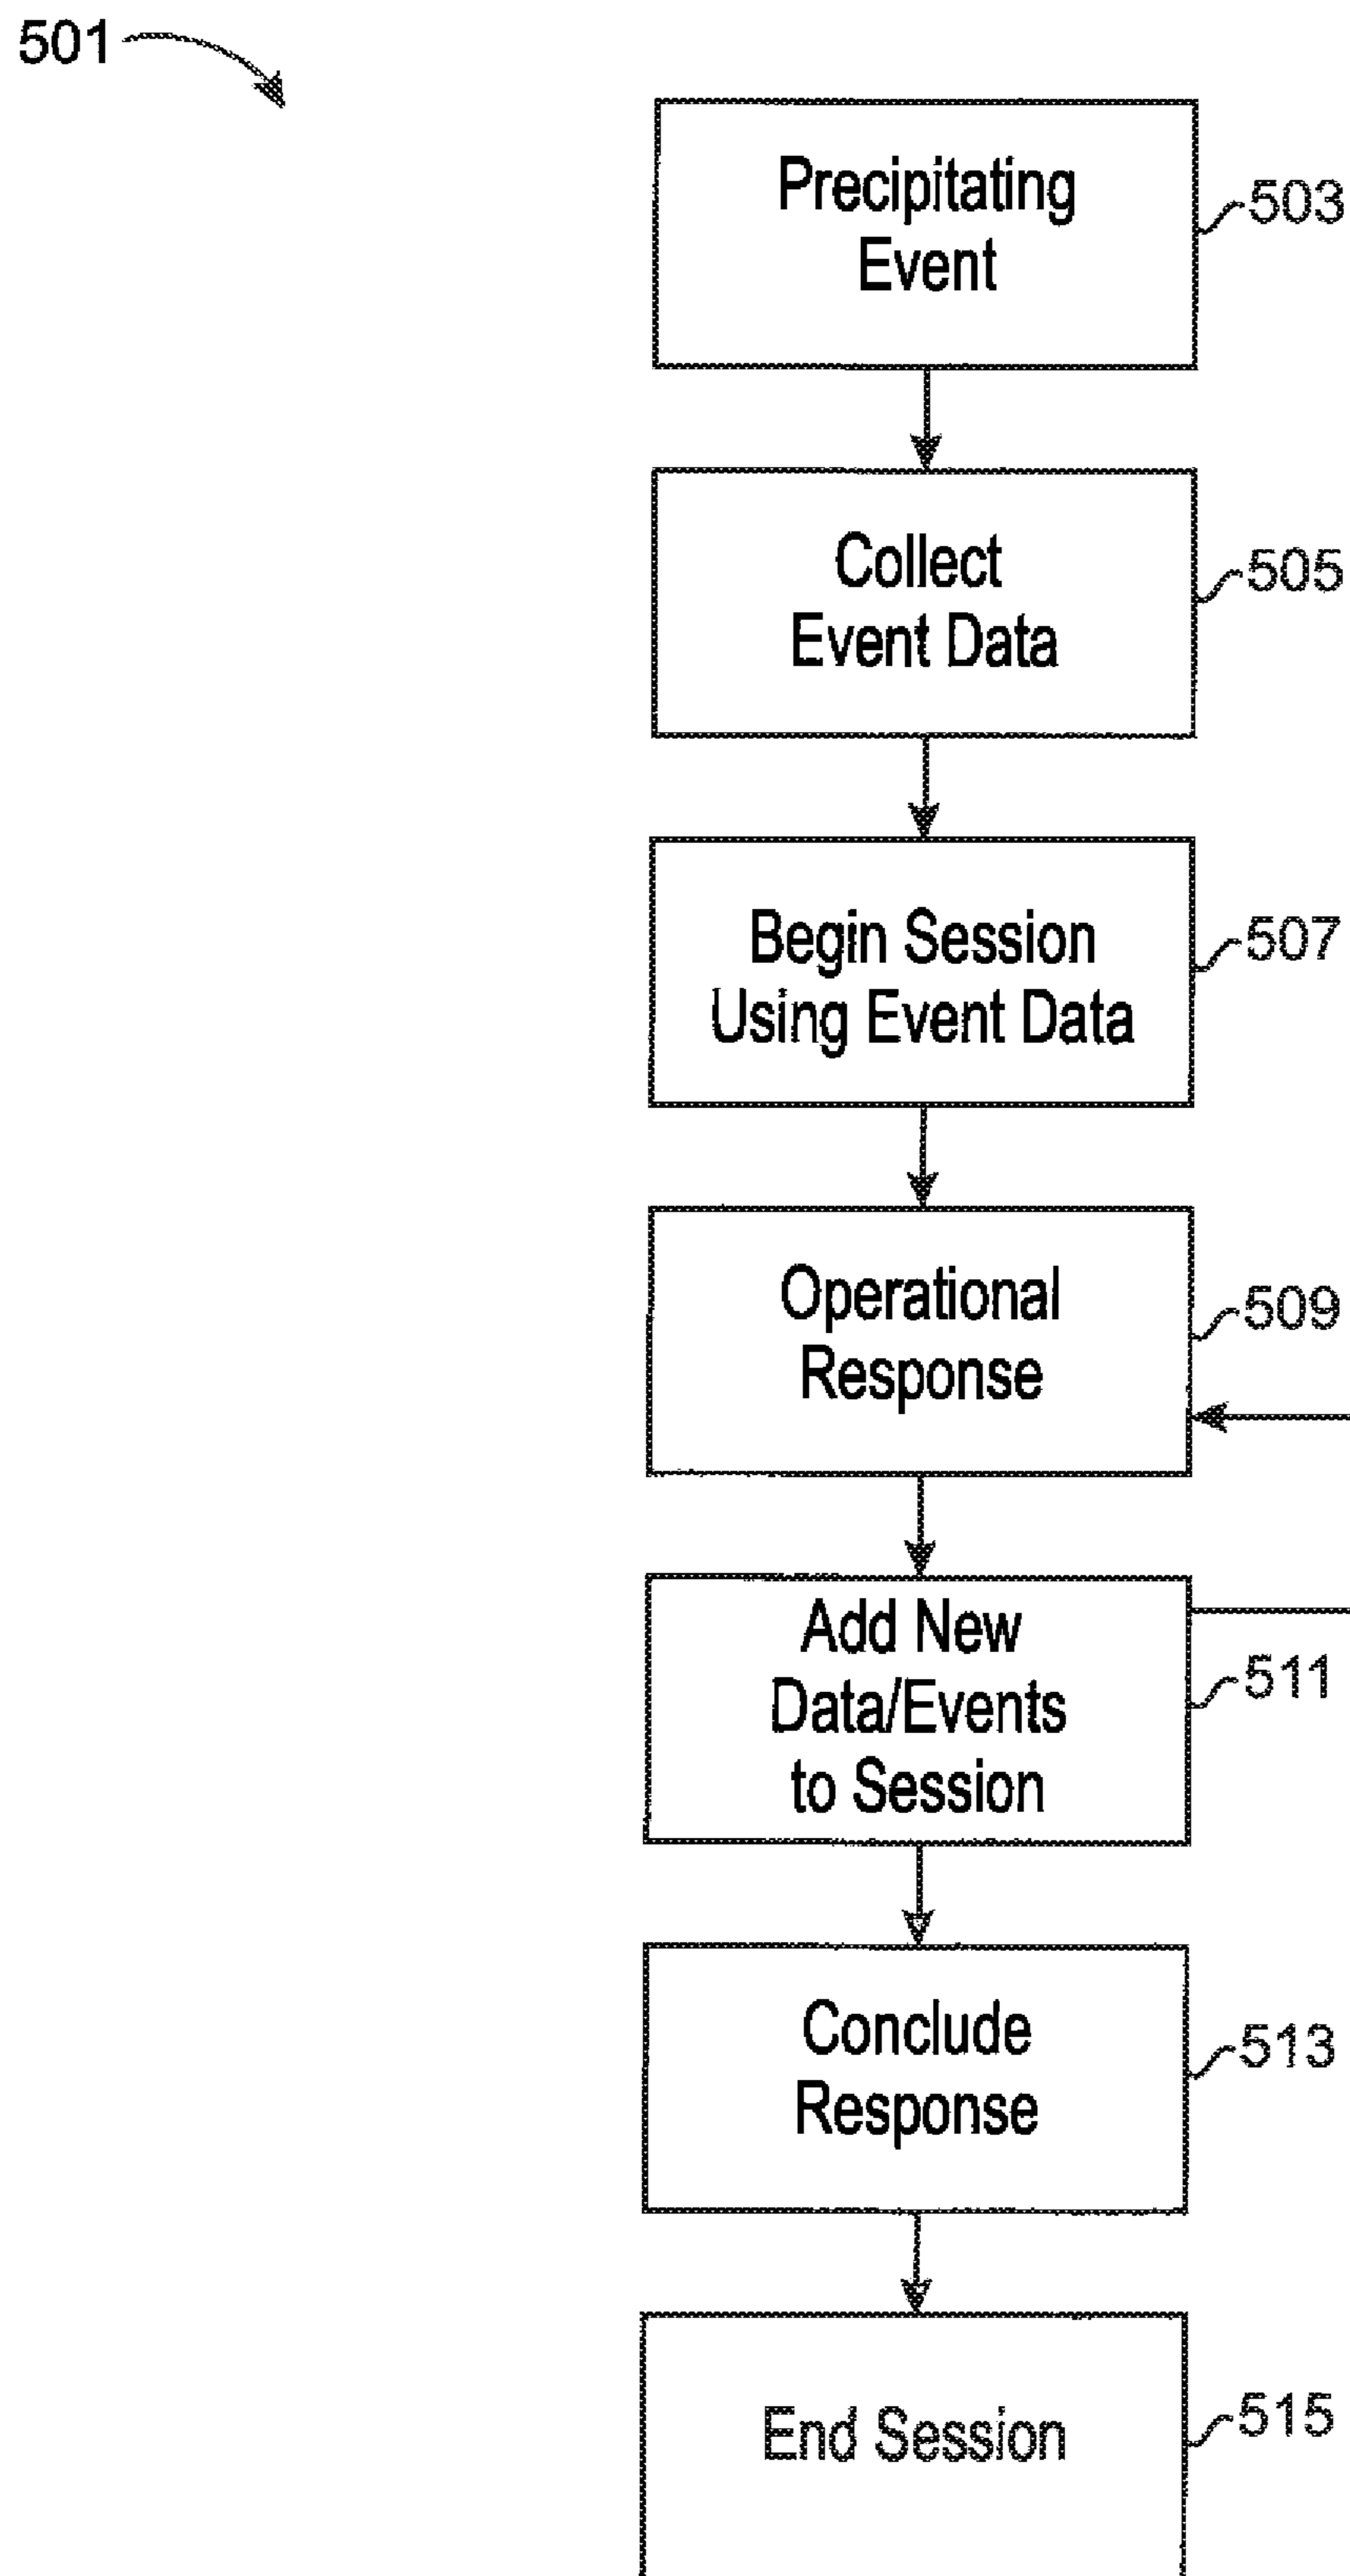 501
Precipitating
Event
503
Collect
Event Data
505
Begin Session
Using Event Data
507
Operational
Response
509
Add New
Data/Events
to Session
511
Conclude
Response
513
End Session
515